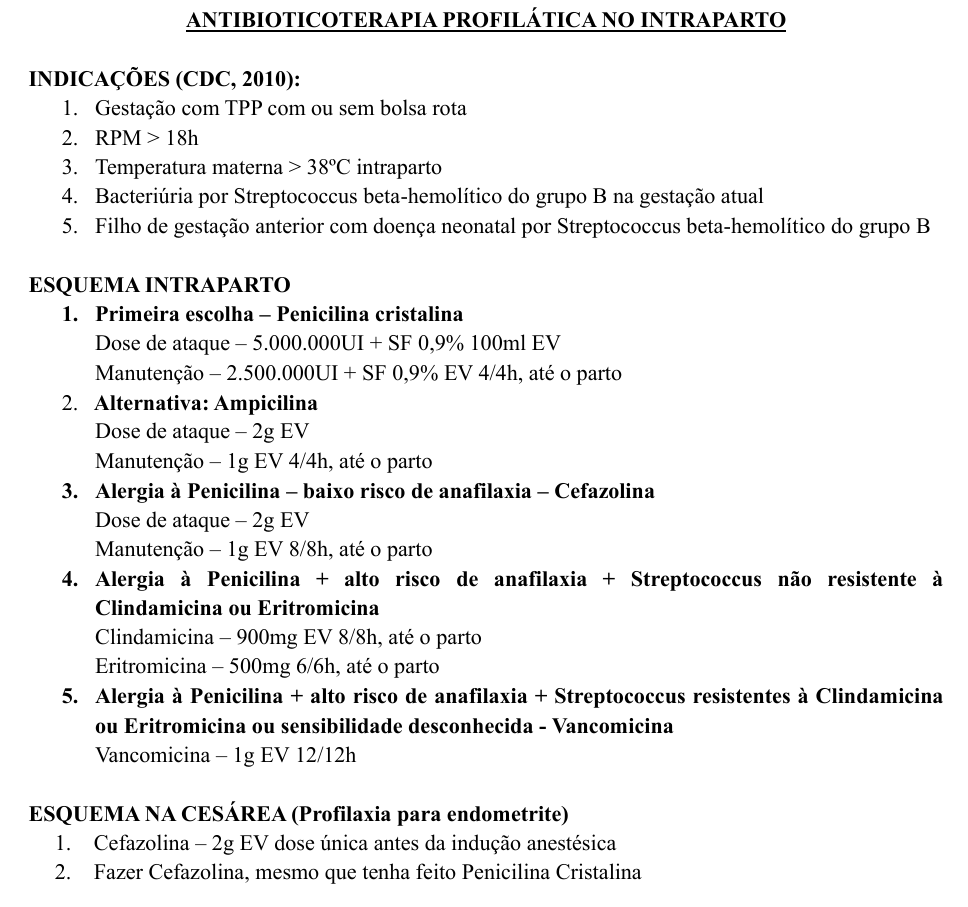 ANTIBIOTICOTERAPIA PROFILÁTICA NO INTRAPARTO
INDICAÇÕES (CDC, 2010):
1. Gestação com TPP com ou sem bolsa rota
2. RPM > 18h
3. Temperatura materna > 38ºC intraparto
4. Bacteriúria por Streptococcus beta-hemolítico do grupo B na gestação atual
5. Filho de gestação anterior com doença neonatal por Streptococcus beta-hemolítico do grupo B
ESQUEMA INTRAPARTO
1. Primeira escolha – Penicilina cristalina
Dose de ataque – 5.000.000UI + SF 0,9% 100ml EV
Manutenção – 2.500.000UI + SF 0,9% EV 4/4h, até o parto
2. Alternativa: Ampicilina
Dose de ataque – 2g EV
Manutenção – 1g EV 4/4h, até o parto
3. Alergia à Penicilina – baixo risco de anafilaxia – Cefazolina
Dose de ataque – 2g EV
Manutenção – 1g EV 8/8h, até o parto
4. Alergia à Penicilina + alto risco de anafilaxia + Streptococcus não resistente à
Clindamicina ou Eritromicina
Clindamicina – 900mg EV 8/8h, até o parto
Eritromicina – 500mg 6/6h, até o parto
5. Alergia à Penicilina + alto risco de anafilaxia + Streptococcus resistentes à Clindamicina
ou Eritromicina ou sensibilidade desconhecida - Vancomicina
Vancomicina – 1g EV 12/12h
ESQUEMA NA CESÁREA (Profilaxia para endometrite)
1. Cefazolina – 2g EV dose única antes da indução anestésica
2. Fazer Cefazolina, mesmo que tenha feito Penicilina Cristalina